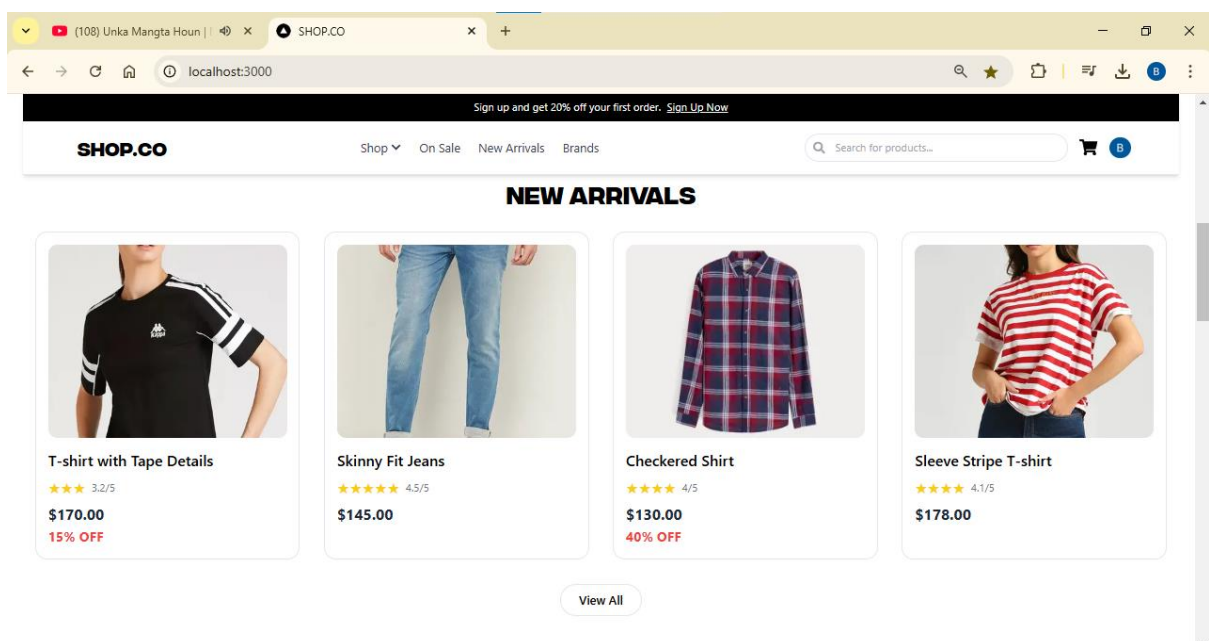 (108) Unka Mangta Houn |
SHOP.CO
localhost:3000
B
Sign up and get 20% off your first order. Sign Up Now
SHOP.CO
Shop
On Sale
New Arrivals
Brands
Search for products...
B
NEW ARRIVALS
Kappa
T-shirt with Tape Details
3.2/5
$170.00
15% OFF
Skinny Fit Jeans
4.5/5
$145.00
Checkered Shirt
4/5
$130.00
40% OFF
Sleeve Stripe T-shirt
4.1/5
$178.00
View All